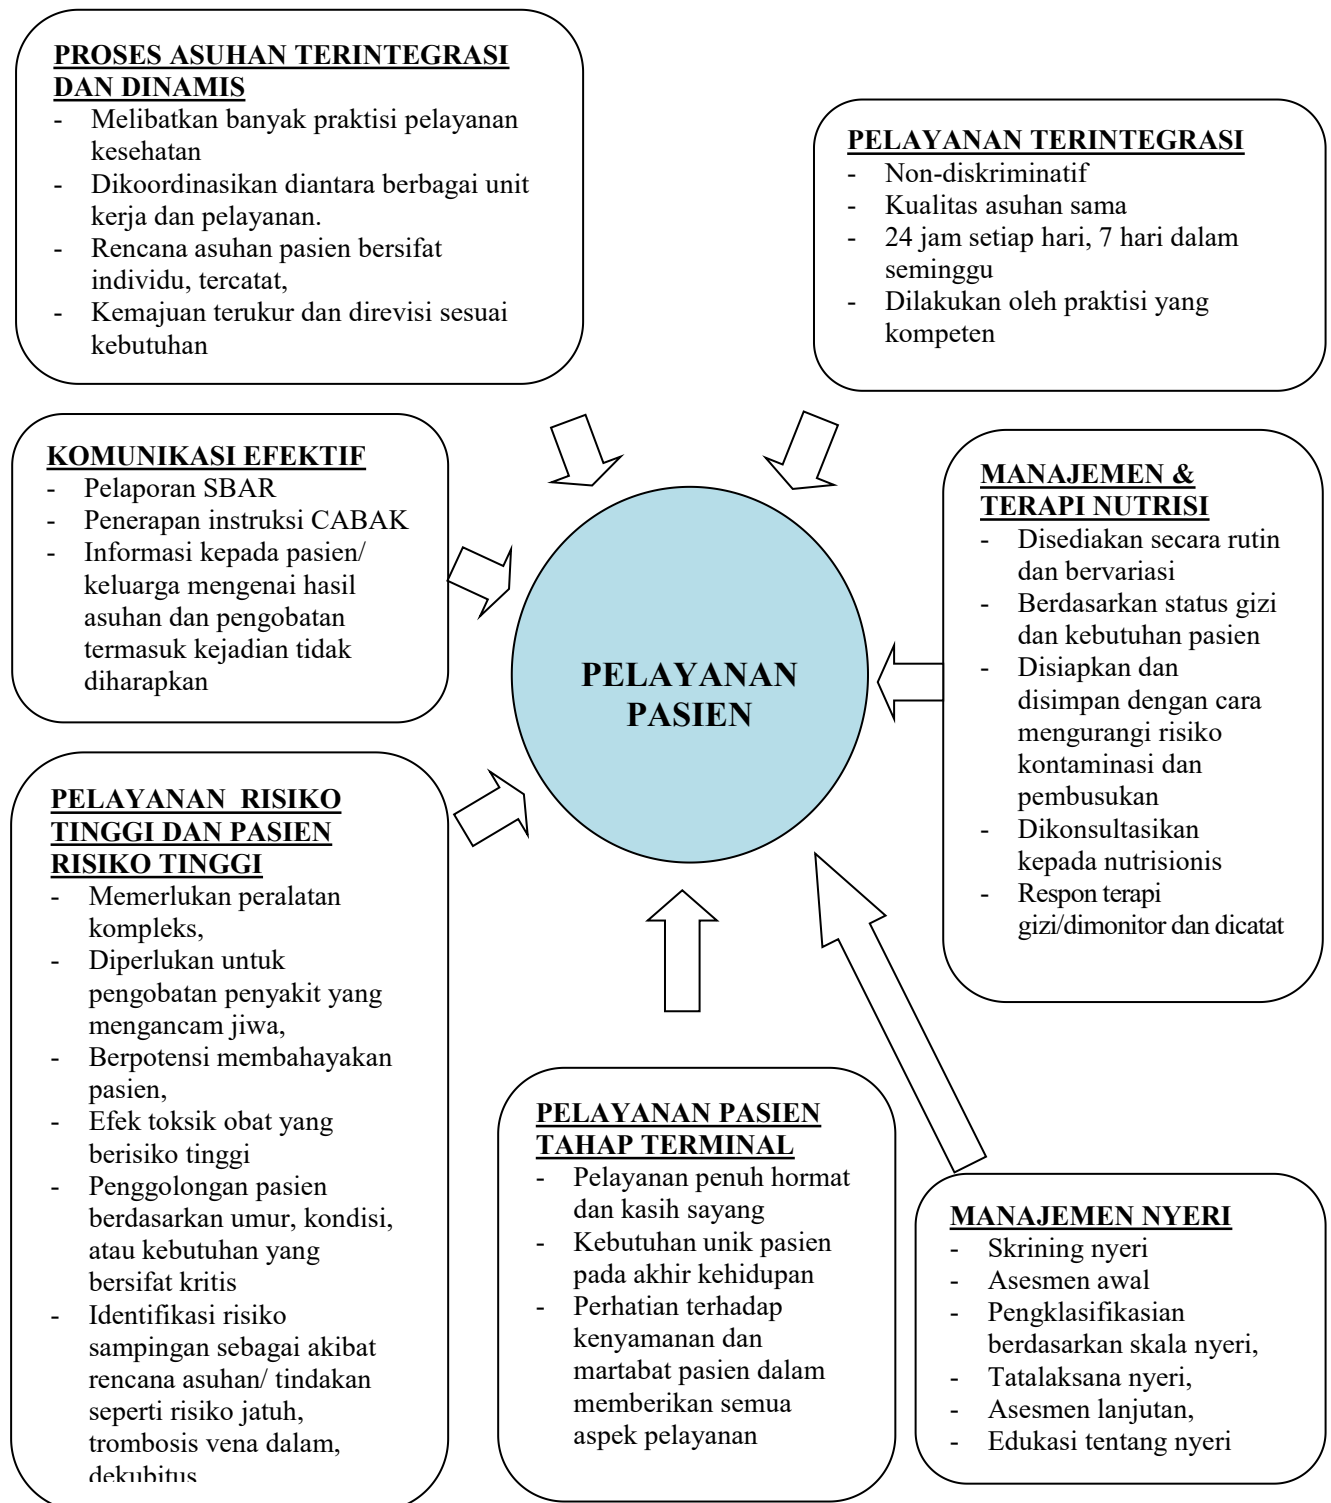 PROSES ASUHAN TERINTEGRASI
DAN DINAMIS
- Melibatkan banyak praktisi pelayanan
kesehatan
- Dikoordinasikan diantara berbagai unit
kerja dan pelayanan.
- Rencana asuhan pasien bersifat
individu, tercatat,
- Kemajuan terukur dan direvisi sesuai
kebutuhan
PELAYANAN TERINTEGRASI
- Non-diskriminatif
- Kualitas asuhan sama
- 24 jam setiap hari, 7 hari dalam
seminggu
- Dilakukan oleh praktisi yang
kompeten
KOMUNIKASI EFEKTIF
- Pelaporan SBAR
- Penerapan instruksi CABAK
- Informasi kepada pasien/
keluarga mengenai hasil
asuhan dan pengobatan
termasuk kejadian tidak
diharapkan
PELAYANAN
PASIEN
MANAJEMEN &
TERAPI NUTRISI
- Disediakan secara rutin
dan bervariasi
- Berdasarkan status gizi
dan kebutuhan pasien
- Disiapkan dan
disimpan dengan cara
mengurangi risiko
kontaminasi dan
pembusukan
- Dikonsultasikan
kepada nutrisionis
- Respon terapi
gizi/dimonitor dan dicatat
PELAYANAN RISIKO
TINGGI DAN PASIEN
RISIKO TINGGI
- Memerlukan peralatan
kompleks,
- Diperlukan untuk
pengobatan penyakit yang
mengancam jiwa,
- Berpotensi membahayakan
pasien,
- Efek toksik obat yang
berisiko tinggi
- Penggolongan pasien
berdasarkan umur, kondisi,
atau kebutuhan yang
bersifat kritis
- Identifikasi risiko
sampingan sebagai akibat
rencana asuhan/ tindakan
seperti risiko jatuh,
trombosis vena dalam,
dekubitus
PELAYANAN PASIEN
TAHAP TERMINAL
- Pelayanan penuh hormat
dan kasih sayang
- Kebutuhan unik pasien
pada akhir kehidupan
- Perhatian terhadap
kenyamanan dan
martabat pasien dalam
memberikan semua
aspek pelayanan
MANAJEMEN NYERI
- Skrining nyeri
- Asesmen awal
- Pengklasifikasian
berdasarkan skala nyeri,
- Tatalaksana nyeri,
- Asesmen lanjutan,
- Edukasi tentang nyeri